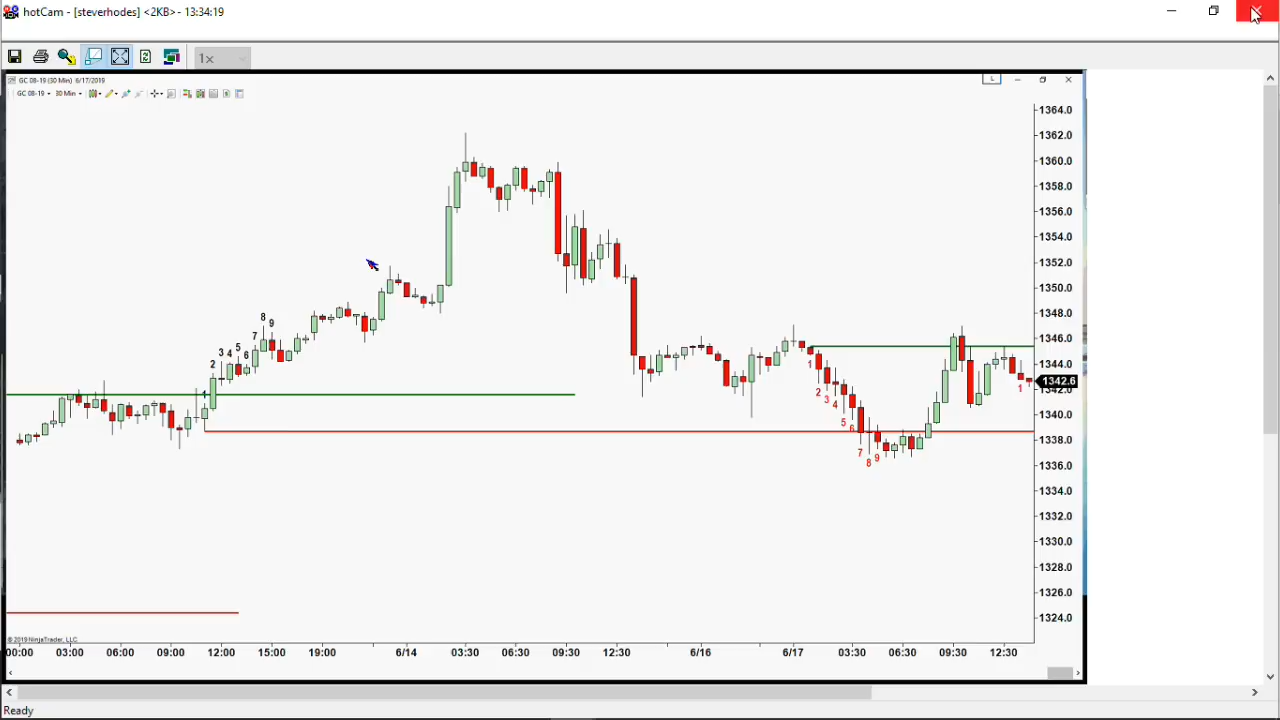 hotCam - [steverhodes] <2KB> - 13:34:19
1x
GC 08-19 (30 Min) 6/17/2019
GC 08-19 30 Min
L
1364.0
1362.0
1360.0
1358.0
1356.0
1354.0
1352.0
1350.0
1348.0
1346.0
1344.0
1342.6
1342.0
1340.0
1338.0
1336.0
1334.0
1332.0
1330.0
1328.0
1326.0
1324.0
1 2 3 4 5 6 7 8 9
1 2 3 4 5 6 7 8 9
1
© 2019 NinjaTrader, LLC
00:00 03:00 06:00 09:00 12:00 15:00 19:00 6/14 03:30 06:30 09:30 12:30 6/16 6/17 03:30 06:30 09:30 12:30
Ready